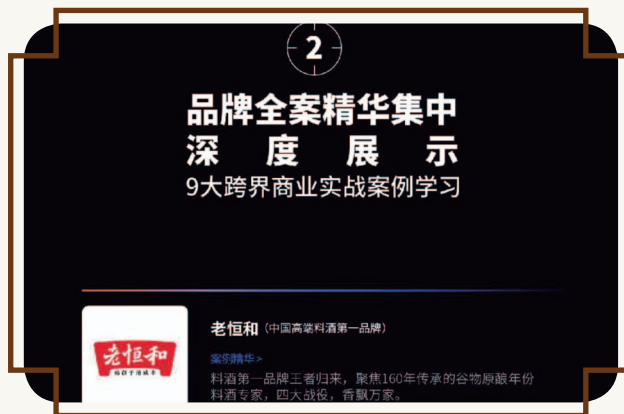 2
品牌全案精华集中
深度展示
9大跨界商业实战案例学习
老恒和
老恒和（中国高端料酒第一品牌）
案例精华>
料酒第一品牌王者归来，聚焦160年传承的谷物原酿年份
料酒专家，四大战役，香飘万家。